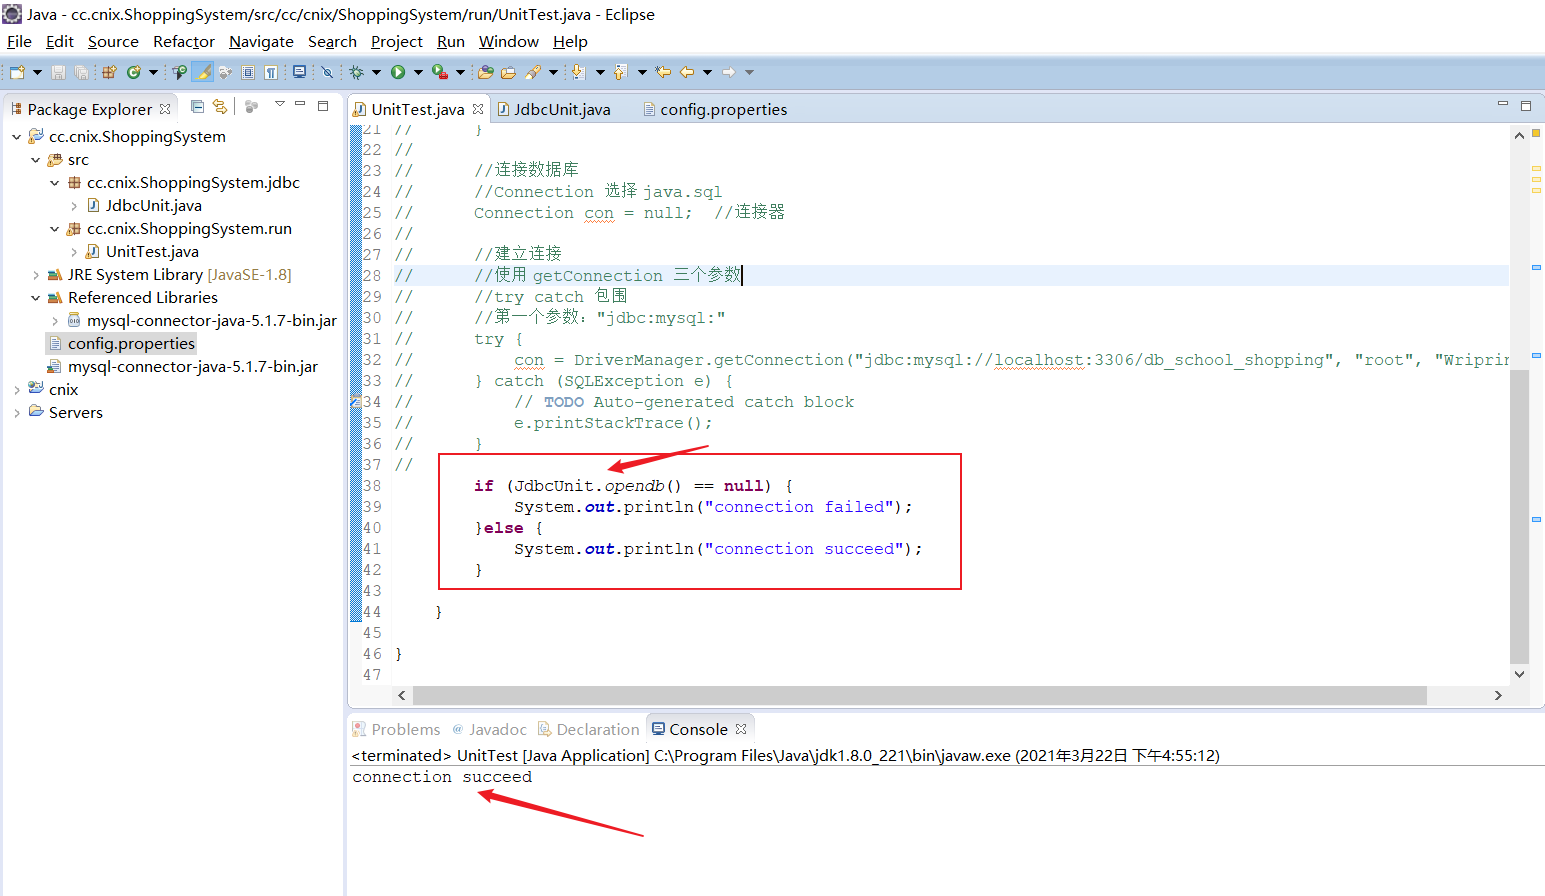 Java - cc.cnix.ShoppingSystem/src/cc/cnix/ShoppingSystem/run/UnitTest.java - Eclipse
File Edit Source Refactor Navigate Search Project Run Window Help
Package Explorer
cc.cnix.ShoppingSystem
src
cc.cnix.ShoppingSystem.jdbc
JdbcUnit.java
cc.cnix.ShoppingSystem.run
UnitTest.java
JRE System Library [JavaSE-1.8]
Referenced Libraries
mysql-connector-java-5.1.7-bin.jar
config.properties
mysql-connector-java-5.1.7-bin.jar
cnix
Servers
UnitTest.java JdbcUnit.java config.properties
21 // }
22 //
23 // //连接数据库
24 // //Connection 选择 java.sql
25 // Connection con = null; //连接器
26 //
27 // //建立连接
28 // //使用 getConnection 三个参数
29 // //try catch 包围
30 // //第一个参数："jdbc:mysql:"
31 // try {
32 // con = DriverManager.getConnection("jdbc:mysql://localhost:3306/db_school_shopping", "root", "Wriprin
33 // } catch (SQLException e) {
34 // // TODO Auto-generated catch block
35 // e.printStackTrace();
36 // }
37 //
38 if (JdbcUnit.opendb() == null) {
39 System.out.println("connection failed");
40 }else {
41 System.out.println("connection succeed");
42 }
43
44 }
45
46 }
47
Problems @ Javadoc Declaration Console
<terminated> UnitTest [Java Application] C:\Program Files\Java\jdk1.8.0_221\bin\javaw.exe (2021年3月22日 下午4:55:12)
connection succeed